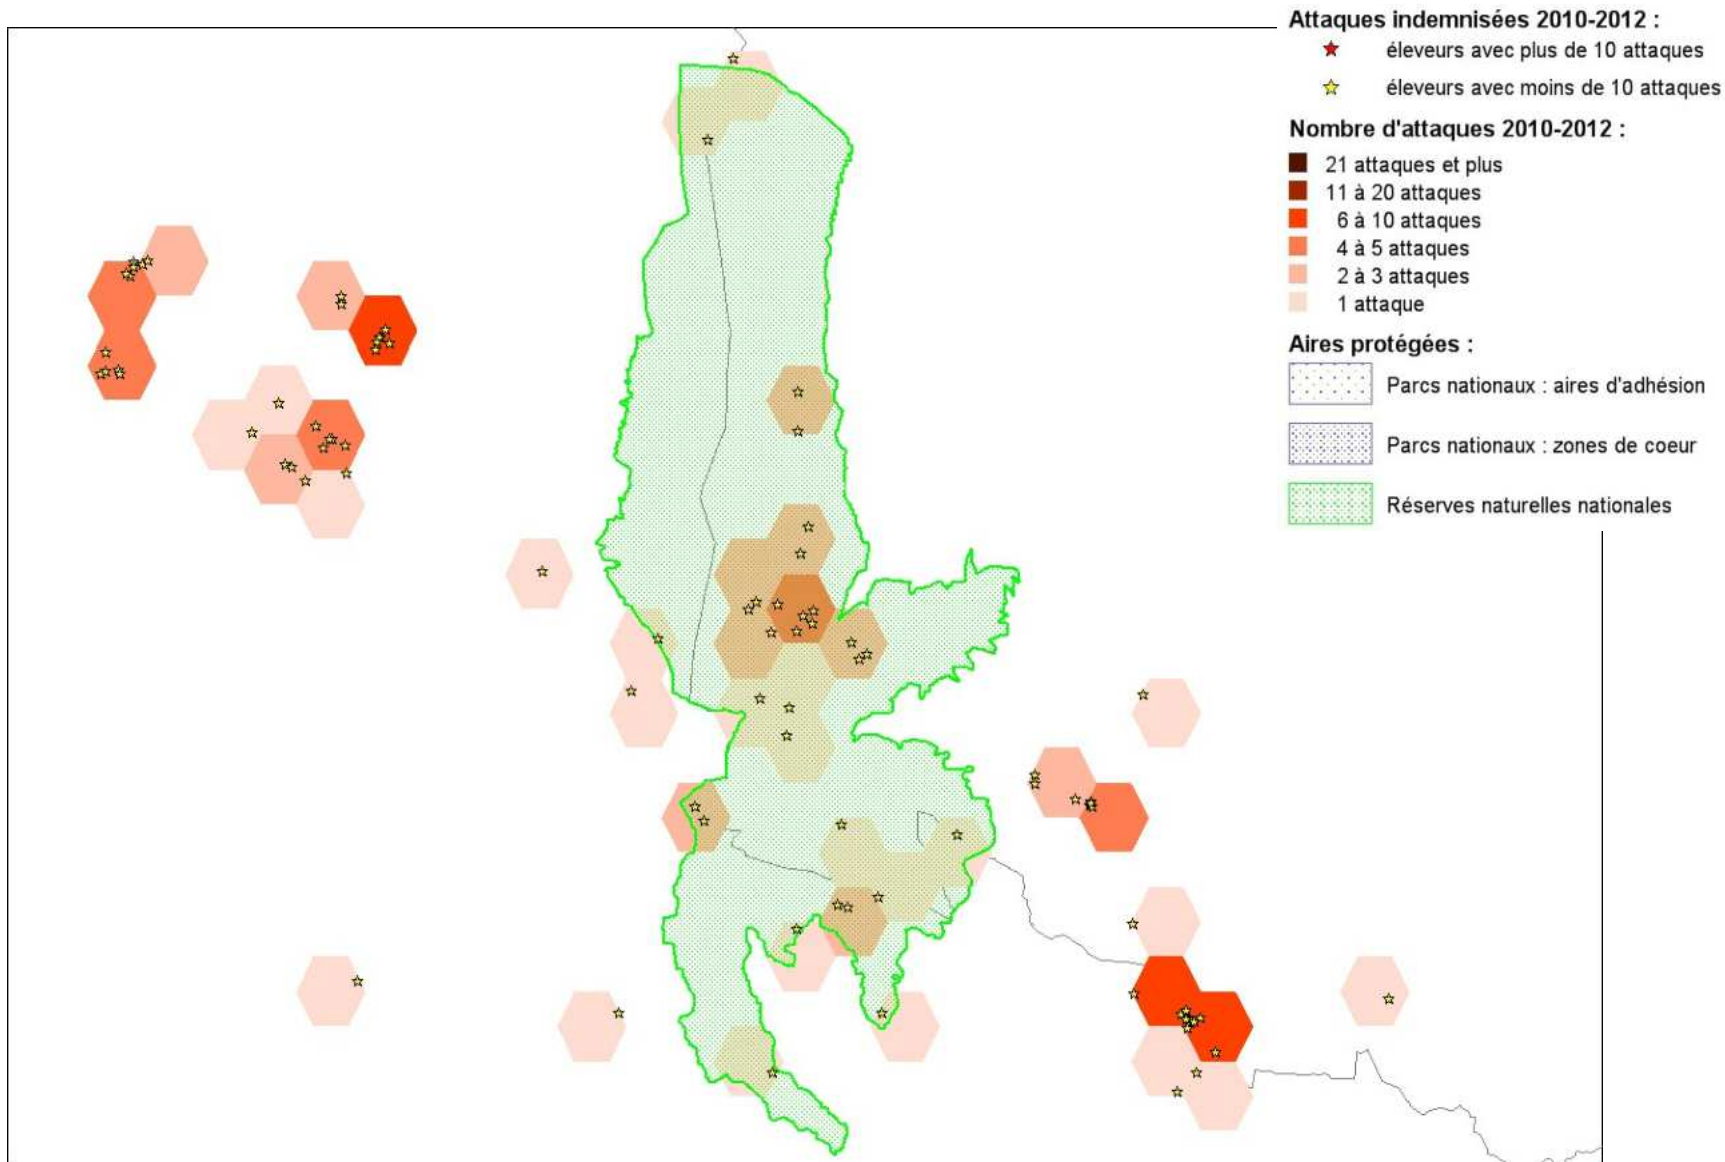 Attaques indemnisées 2010-2012 :
éleveurs avec plus de 10 attaques
éleveurs avec moins de 10 attaques
Nombre d'attaques 2010-2012 :
21 attaques et plus
11 à 20 attaques
6 à 10 attaques
4 à 5 attaques
2 à 3 attaques
1 attaque
Aires protégées :
Parcs nationaux : aires d'adhésion
Parcs nationaux : zones de coeur
Réserves naturelles nationales